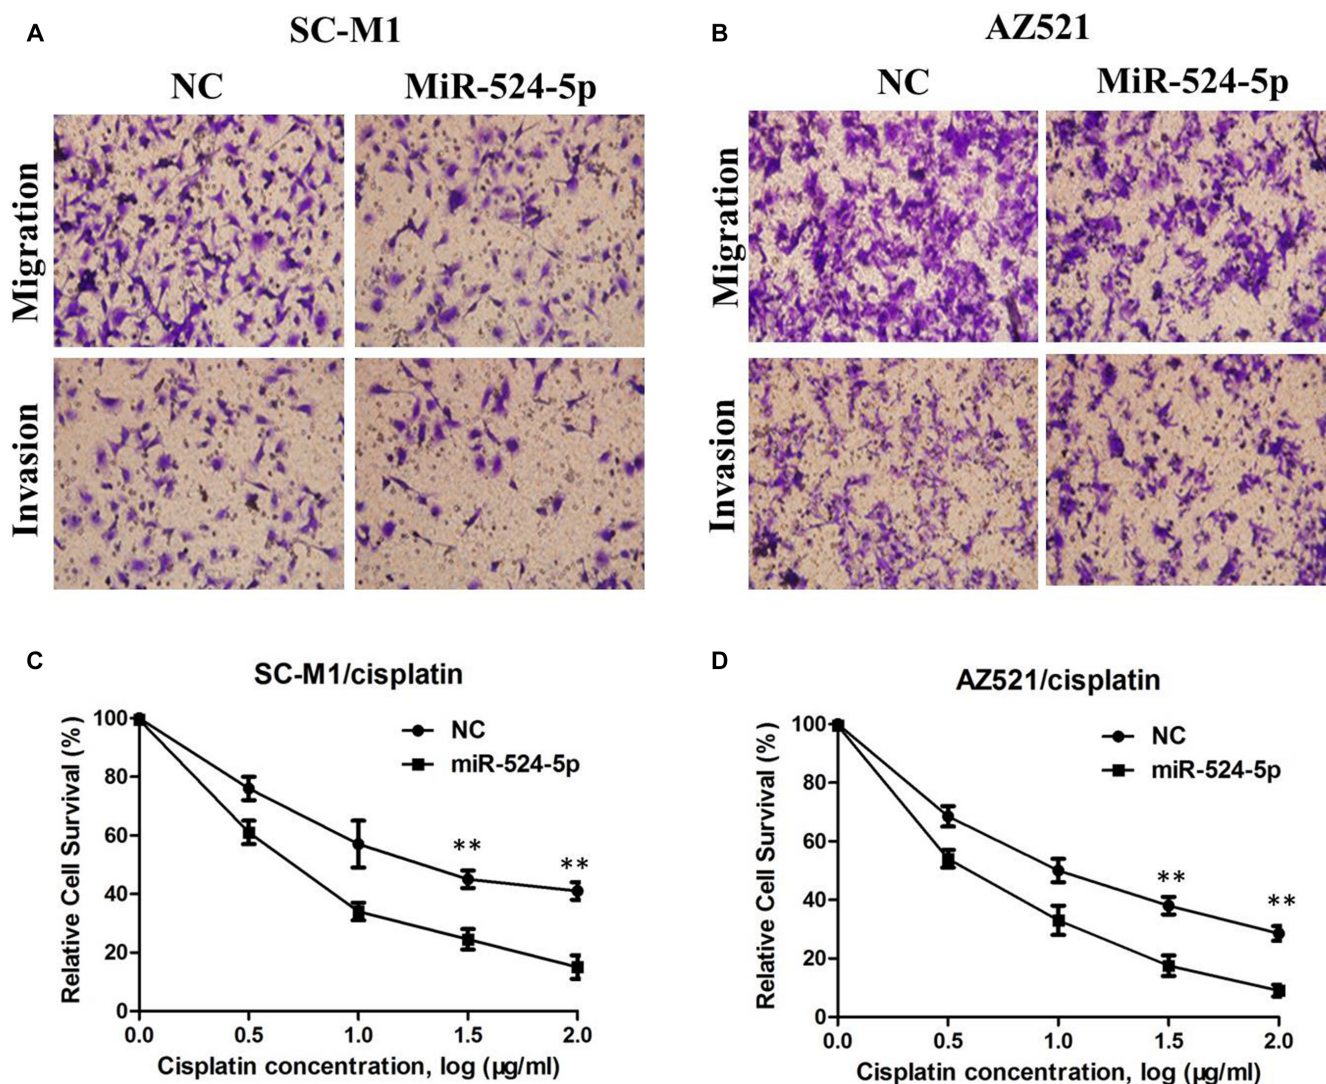 A
SC-M1
NC MiR-524-5p
Migration
Invasion
B
AZ521
NC MiR-524-5p
Migration
Invasion
C
SC-M1/cisplatin
Relative Cell Survival (%)
100
80
60
40
20
0
NC
miR-524-5p
**
**
0.0 0.5 1.0 1.5 2.0
Cisplatin concentration, log (µg/ml)
D
AZ521/cisplatin
Relative Cell Survival (%)
100
80
60
40
20
0
NC
miR-524-5p
**
**
0.0 0.5 1.0 1.5 2.0
Cisplatin concentration, log (µg/ml)